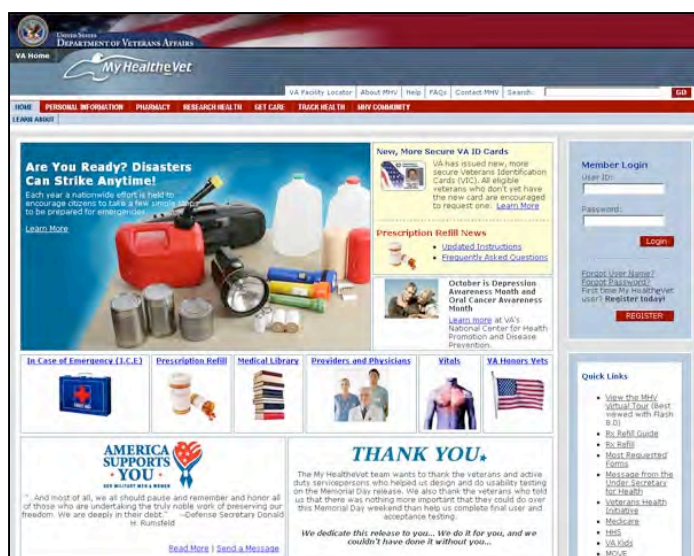 UNITED STATES
DEPARTMENT OF VETERANS AFFAIRS
VA Home
My HealtheVet
VA Facility Locator | About MHV | Help | FAQs | Contact MHV | Search: GO
HOME PERSONAL INFORMATION PHARMACY RESEARCH HEALTH GET CARE TRACK HEALTH MHV COMMUNITY
LEARN ABOUT
Are You Ready? Disasters
Can Strike Anytime!
Each year a nationwide effort is held to
encourage citizens to take a few simple steps
to be prepared for emergencies.
Learn More
New, More Secure VA ID Cards
VA has issued new, more
secure Veterans Identification
Cards (VIC). All eligible
veterans who don't yet have
the new card are encouraged
to request one. Learn More
Prescription Refill News
Updated Instructions
Frequently Asked Questions
October is Depression
Awareness Month and
Oral Cancer Awareness
Month
Learn more at VA's
National Center for Health
Promotion and Disease
Prevention.
Member Login
User ID:
Password:
Login
Forgot User Name?
Forgot Password?
First time My HealtheVet
user? Register today!
REGISTER
In Case of Emergency (I.C.E) Prescription Refill Medical Library Providers and Physicians Vitals VA Honors Vets
FIRST AID
Quick Links
View the MHV
Virtual Tour (Best
viewed with Flash
8.0)
Rx Refill Guide
Rx Refill
Most Requested
Forms
Message from the
Under Secretary
for Health
Veterans Health
Initiative
Medicare
HHS
VA Kids
MOVE
AMERICA
SUPPORTS
YOU
OUR MILITARY MEN & WOMEN
"...And most of all, we all should pause and remember and honor all
of those who are undertaking the truly noble work of preserving our
freedom. We are deeply in their debt." —Defense Secretary Donald
H. Rumsfeld
Read More | Send a Message
THANK YOU
The My HealtheVet team wants to thank the veterans and active
duty servicepersons who helped us design and do usability testing
on the Memorial Day release. We also thank the veterans who told
us that there was nothing more important that they could do over
this Memorial Day weekend than help us complete final user and
acceptance testing.
We dedicate this release to you... We do it for you, and we
couldn't have done it without you...